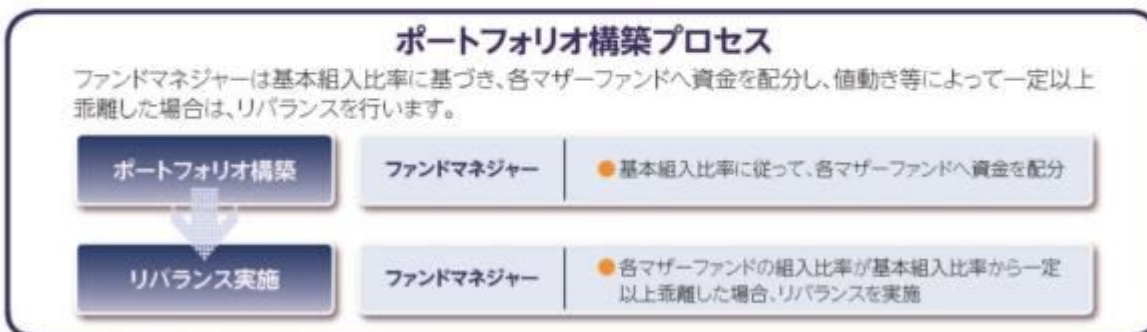 ポートフォリオ構築プロセス
ファンドマネジャーは基本組入比率に基づき、各マザーファンドへ資金を配分し、値動き等によって一定以上
乖離した場合は、リバランスを行います。
ポートフォリオ構築
ファンドマネジャー
●基本組入比率に従って、各マザーファンドへ資金を配分
リバランス実施
ファンドマネジャー
●各マザーファンドの組入比率が基本組入比率から一定
以上乖離した場合、リバランスを実施